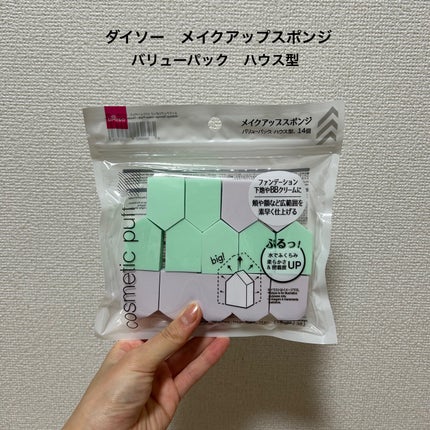 ダイソー　メイクアップスポンジ
バリューパック　ハウス型
メイクアップスポンジ
バリューパック ハウス型、14個
ファンデーション
下地やBBクリームに
頬や額など広範囲を
素早く仕上げる
cosmetic puff
big!
ぷるっ!
水でふくらみ
柔らかさ
&密着感
UP